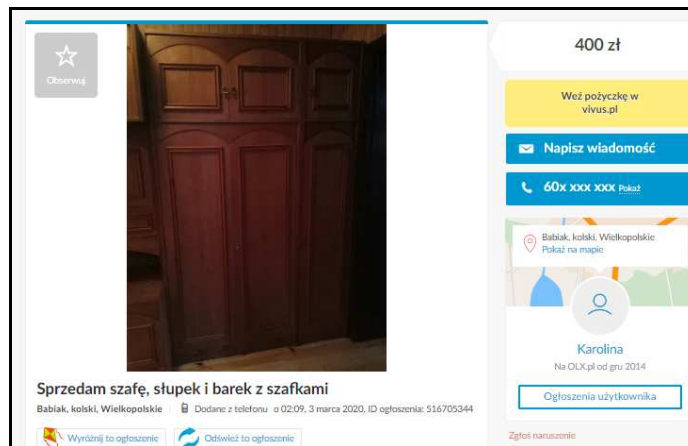 Obserwuj
400 zł
Weź pożyczkę w
vivus.pl
Napisz wiadomość
60x xxx xxx Pokaż
Babiak, kolski, Wielkopolskie
Pokaż na mapie
Karolina
Na OLX.pl od gru 2014
Ogłoszenia użytkownika
Zgłoś naruszenie
Sprzedam szafę, słupek i barek z szafkami
Babiak, kolski, Wielkopolskie Dodane z telefonu o 02:09, 3 marca 2020, ID ogłoszenia: 516705344
Wyróżnij to ogłoszenie Odśwież to ogłoszenie